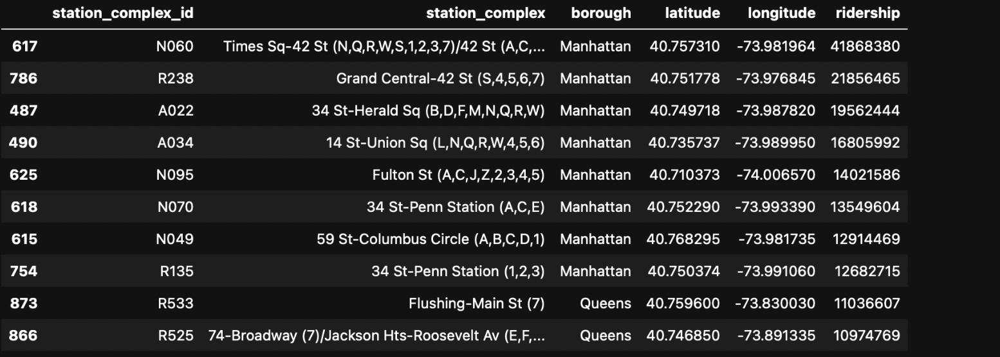 station_complex_id station_complex borough latitude longitude ridership
617 N060 Times Sq-42 St (N,Q,R,W,S,1,2,3,7)/42 St (A,C,... Manhattan 40.757310 -73.981964 41868380
786 R238 Grand Central-42 St (S,4,5,6,7) Manhattan 40.751778 -73.976845 21856465
487 A022 34 St-Herald Sq (B,D,F,M,N,Q,R,W) Manhattan 40.749718 -73.987820 19562444
490 A034 14 St-Union Sq (L,N,Q,R,W,4,5,6) Manhattan 40.735737 -73.989950 16805992
625 N095 Fulton St (A,C,J,Z,2,3,4,5) Manhattan 40.710373 -74.006570 14021586
618 N070 34 St-Penn Station (A,C,E) Manhattan 40.752290 -73.993390 13549604
615 N049 59 St-Columbus Circle (A,B,C,D,1) Manhattan 40.768295 -73.981735 12914469
754 R135 34 St-Penn Station (1,2,3) Manhattan 40.750374 -73.991060 12682715
873 R533 Flushing-Main St (7) Queens 40.759600 -73.830030 11036607
866 R525 74-Broadway (7)/Jackson Hts-Roosevelt Av (E,F,... Queens 40.746850 -73.891335 10974769